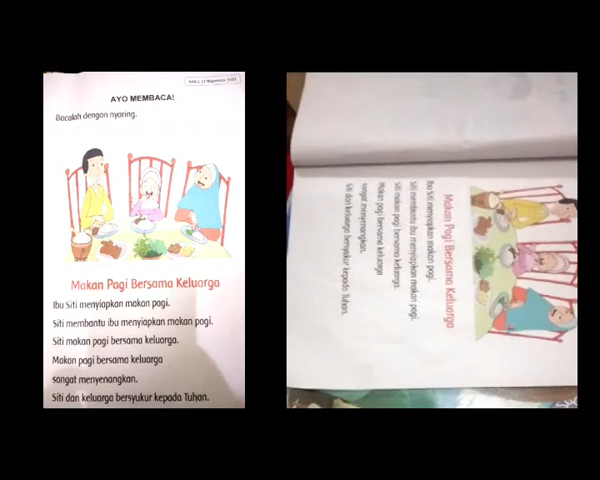 AYO MEMBACA!
Bacalah dengan nyaring.
Makan Pagi Bersama Keluarga
Ibu Siti menyiapkan makan pagi.
Siti membantu ibu menyiapkan makan pagi.
Siti makan pagi bersama keluarga.
Makan pagi bersama keluarga
sangat menyenangkan.
Siti dan keluarga bersyukur kepada Tuhan.
Makan Pagi Bersama Keluarga
Ibu Siti menyiapkan makan pagi.
Siti membantu ibu menyiapkan makan pagi.
Siti makan pagi bersama keluarga.
Makan pagi bersama keluarga
sangat menyenangkan.
Siti dan keluarga bersyukur kepada Tuhan.